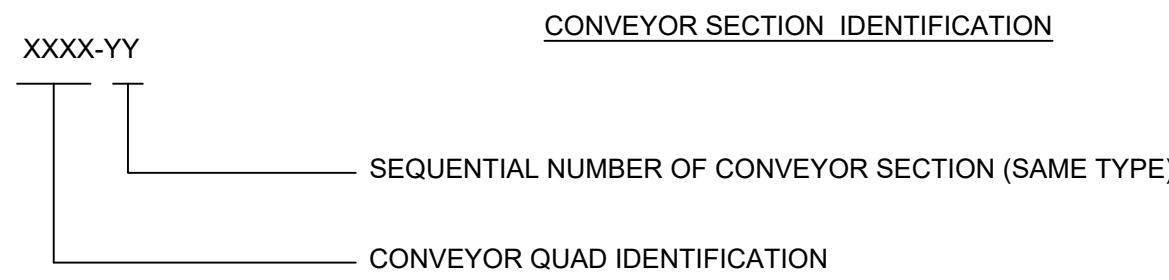 CONVEYOR SECTION IDENTIFICATION
XXXX-YY
SEQUENTIAL NUMBER OF CONVEYOR SECTION (SAME TYPE)
CONVEYOR QUAD IDENTIFICATION